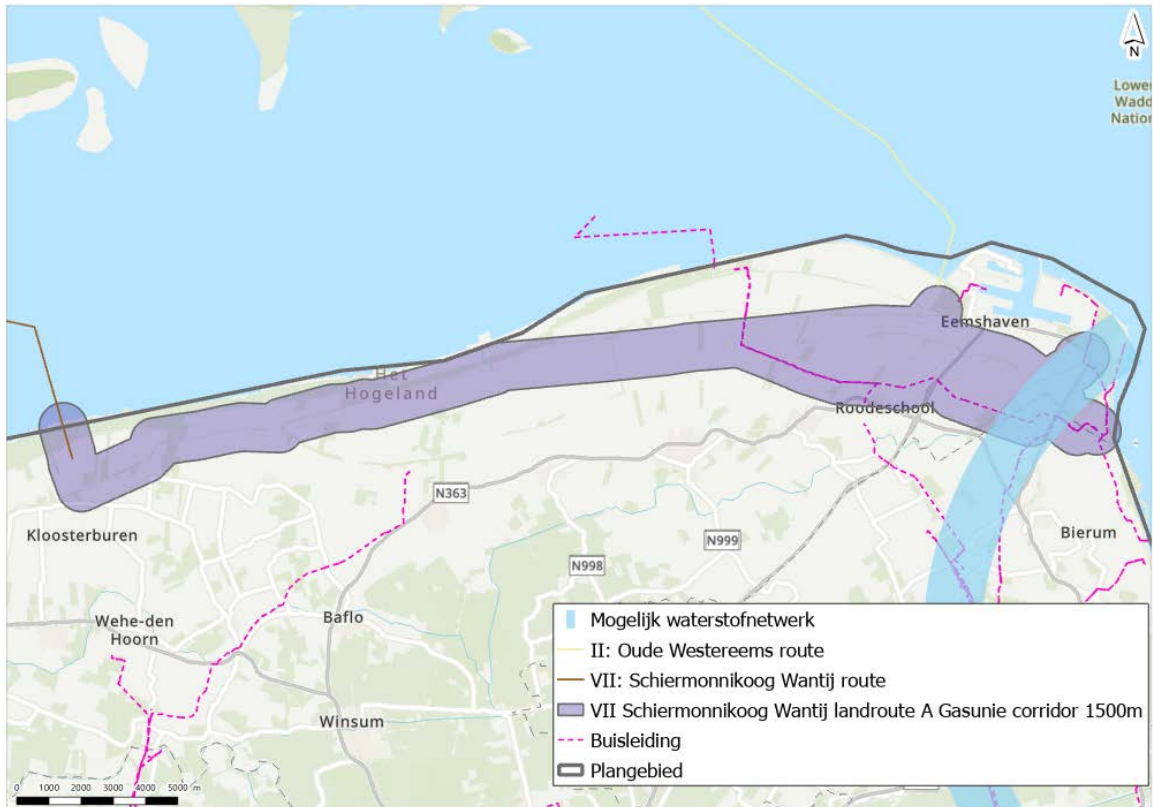 N
Lower
Wadd
Nation
Eemshaven
Het
Hogeland
Roodeschool
N363
Kloosterburen
N999
Bierum
N998
Wehe-den
Hoorn
Baflo
Winsum
Mogelijk waterstofnetwerk
II: Oude Westereems route
VII: Schiermonnikoog Wantij route
VII Schiermonnikoog Wantij landroute A Gasunie corridor 1500m
Buisleiding
Plangebied
0 1000 2000 3000 4000 5000 m